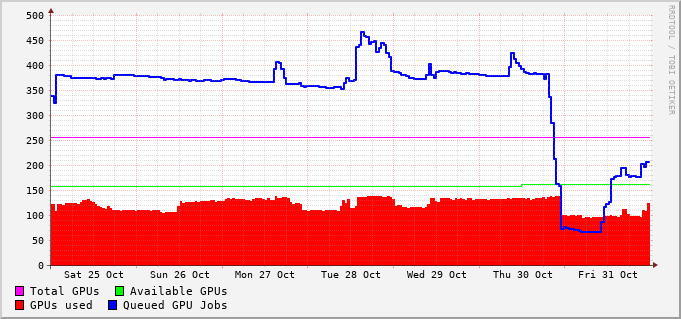 500
450
400
350
300
250
200
150
100
50
0
Sat 25 Oct Sun 26 Oct Mon 27 Oct Tue 28 Oct Wed 29 Oct Thu 30 Oct Fri 31 Oct
Total GPUs Available GPUs
GPUs used Queued GPU Jobs
RRDTOOL / TOBI OETIKER